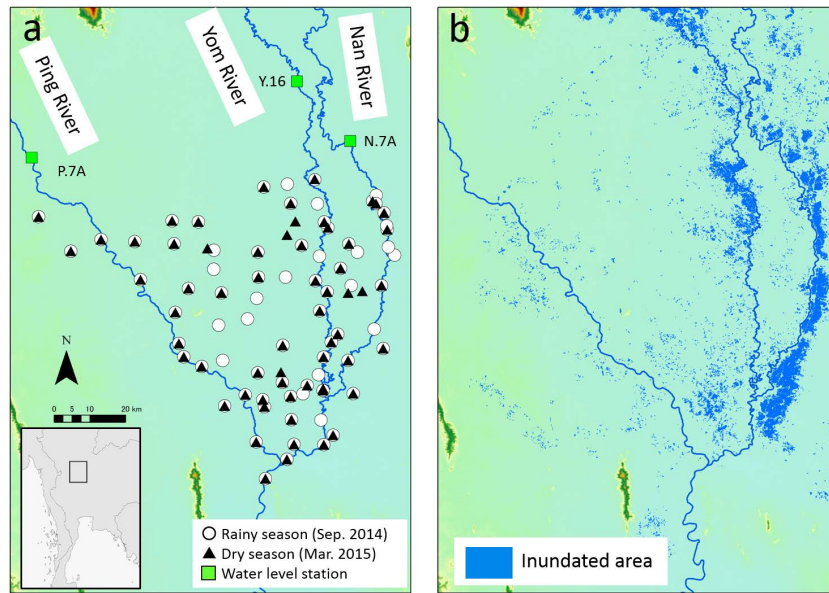 a
Ping River
Yom River
Nan River
Y.16
N.7A
P.7A
N
0 5 10 20 km
Rainy season (Sep. 2014)
Dry season (Mar. 2015)
Water level station
b
Inundated area